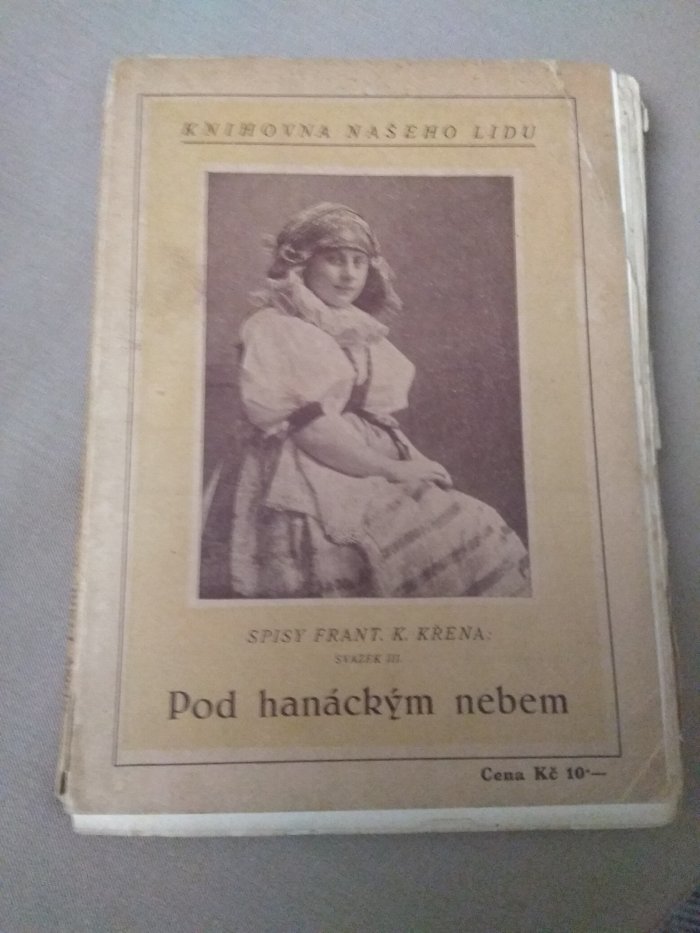 KNIHOVNA NAŠEHO LIDU
SPISY FRANT. K. KŘENA:
SVAZEK III.
Pod hanáckým nebem
Cena Kč 10·—